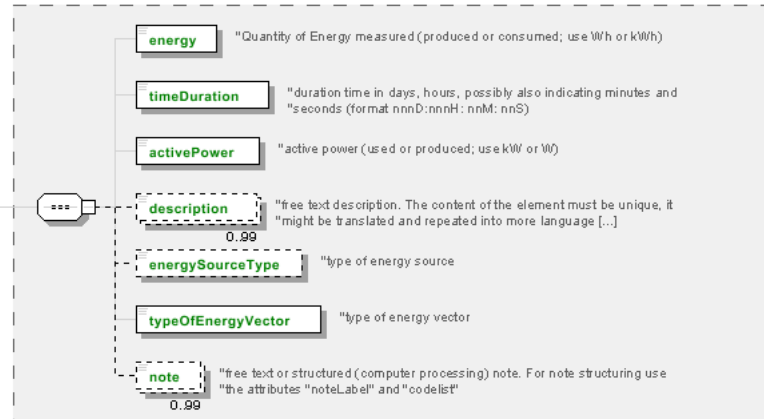 energy "Quantity of Energy measured (produced or consumed; use Wh or kWh)
timeDuration "duration time in days, hours, possibly also indicating minutes and
"seconds (format nnnD:nnnH: nnM: nnS)
activePower "active power (used or produced; use kW or W)
description "free text description. The content of the element must be unique, it
"might be translated and repeated into more language [...]
0..99
energySourceType "type of energy source
typeOfEnergyVector "type of energy vector
note "free text or structured (computer processing) note. For note structuring use
"the attributes "noteLabel" and "codelist"
0..99